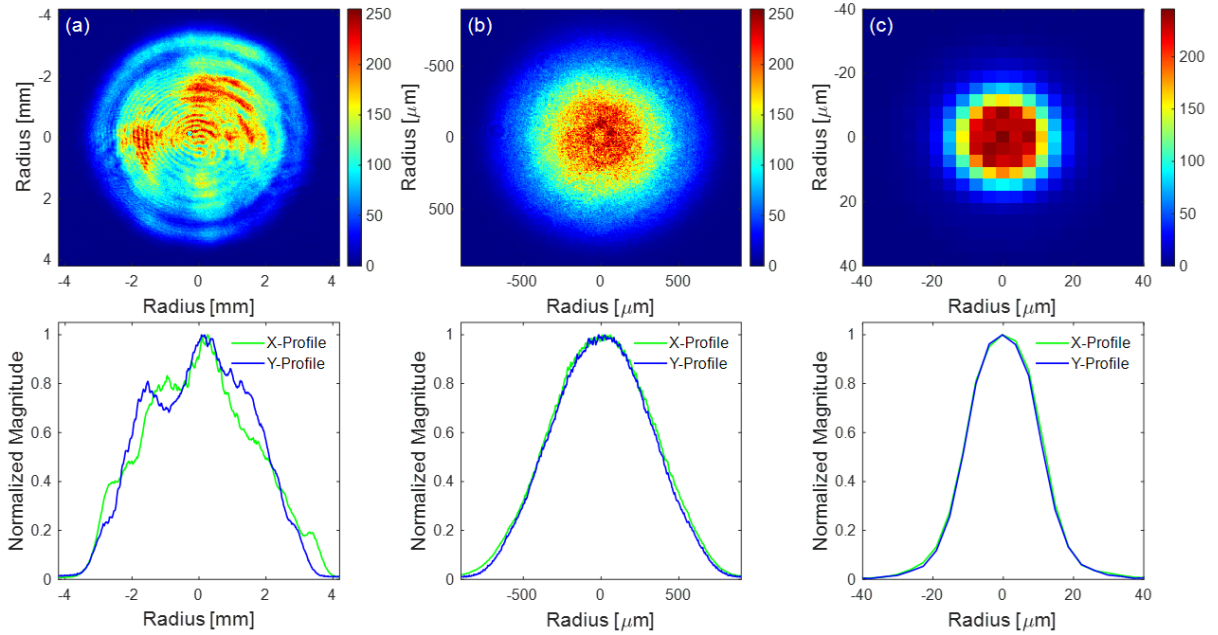 (a)
-4
-2
0
2
4
Radius [mm]
-4 -2 0 2 4
Radius [mm]
250
200
150
100
50
0
(b)
-500
0
500
Radius [μm]
-500 0 500
Radius [μm]
250
200
150
100
50
0
(c)
-40
-20
0
20
40
Radius [μm]
-40 -20 0 20 40
Radius [μm]
200
150
100
50
0
X-Profile
Y-Profile
1
0.8
0.6
0.4
0.2
0
Normalized Magnitude
-4 -2 0 2 4
Radius [mm]
X-Profile
Y-Profile
1
0.8
0.6
0.4
0.2
0
Normalized Magnitude
-500 0 500
Radius [μm]
X-Profile
Y-Profile
1
0.8
0.6
0.4
0.2
0
Normalized Magnitude
-40 -20 0 20 40
Radius [μm]